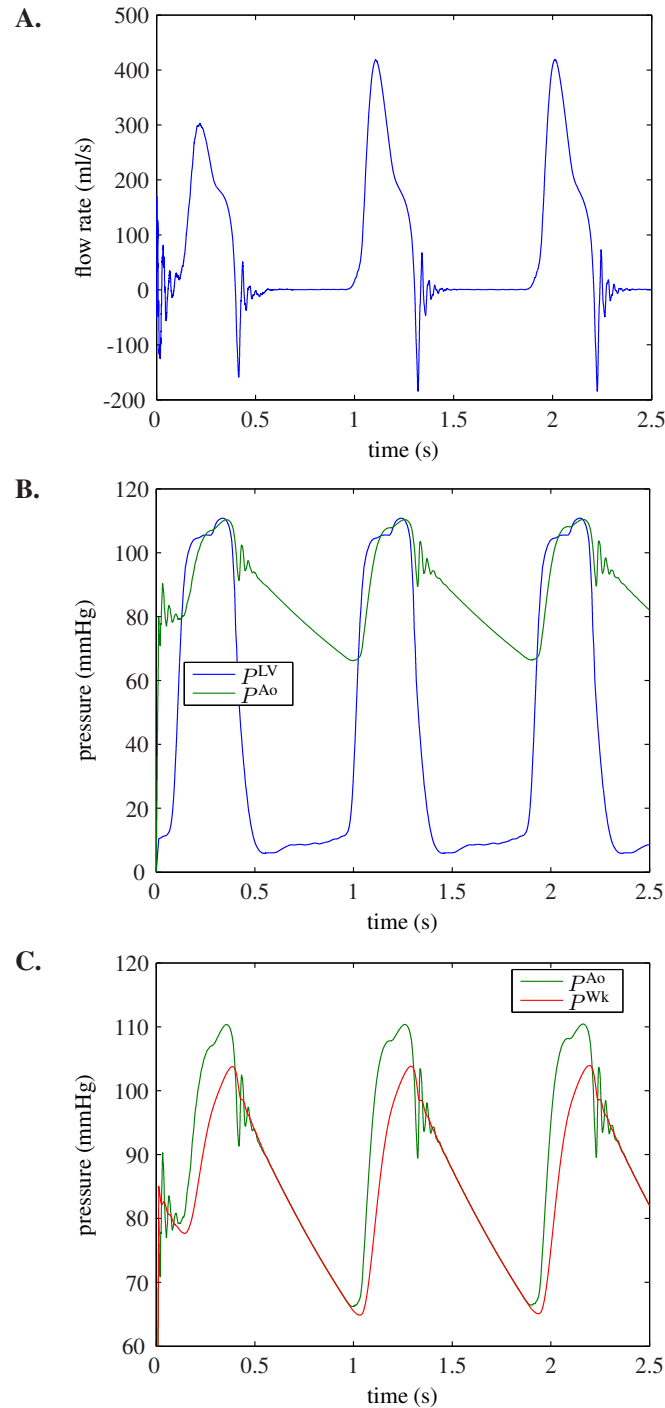 A.
500
400
300
200
100
0
-100
-200
flow rate (ml/s)
0 0.5 1 1.5 2 2.5
time (s)
B.
120
100
80
60
40
20
0
pressure (mmHg)
P^LV
P^Ao
0 0.5 1 1.5 2 2.5
time (s)
C.
120
110
100
90
80
70
60
pressure (mmHg)
P^Ao
P^Wk
0 0.5 1 1.5 2 2.5
time (s)